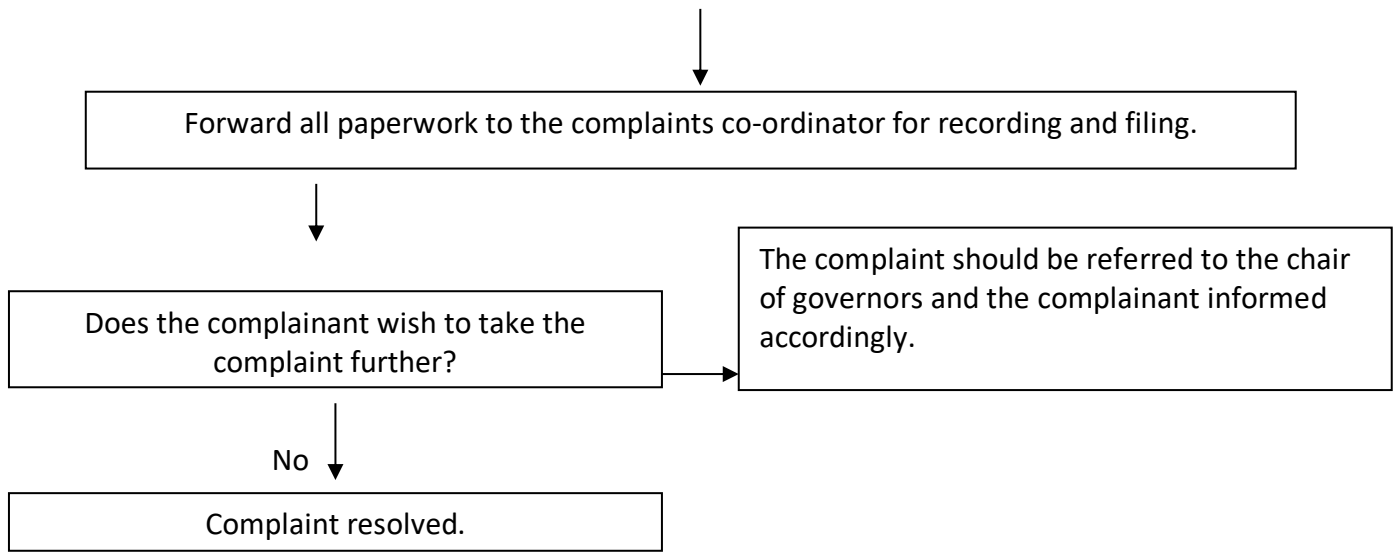 Forward all paperwork to the complaints co-ordinator for recording and filing.
The complaint should be referred to the chair
of governors and the complainant informed
accordingly.
Does the complainant wish to take the
complaint further?
No
Complaint resolved.